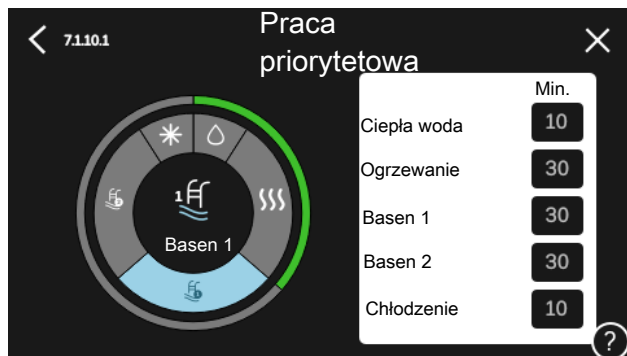 7.1.10.1
Praca
priorytetowa
Min.
Ciepła woda 10
Ogrzewanie 30
Basen 1 30
Basen 2 30
Chłodzenie 10
1
Basen 1
?